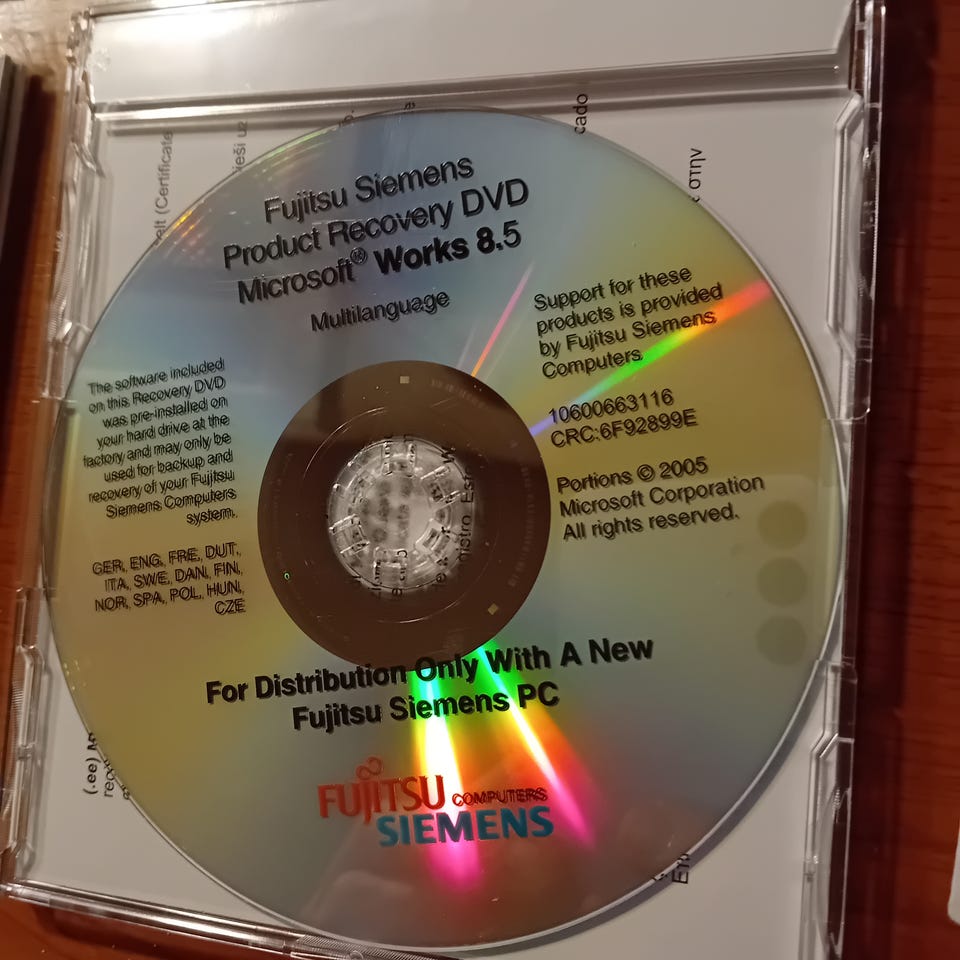 Fujitsu Siemens
Product Recovery DVD
Microsoft® Works 8.5
Multilanguage
Support for these
products is provided
by Fujitsu Siemens
Computers
The software included
on this Recovery DVD
was pre-installed on
your hard drive at the
factory and may only be
used for backup and
recovery of your Fujitsu
Siemens Computers
system.
10600663116
CRC:6F92899E
Portions © 2005
Microsoft Corporation
All rights reserved.
GER, ENG, FRE, DUT,
ITA, SWE, DAN, FIN,
NOR, SPA, POL, HUN,
CZE
For Distribution Only With A New
Fujitsu Siemens PC
FUJITSU COMPUTERS
SIEMENS
(Certificate
cado
στην
(.ee)